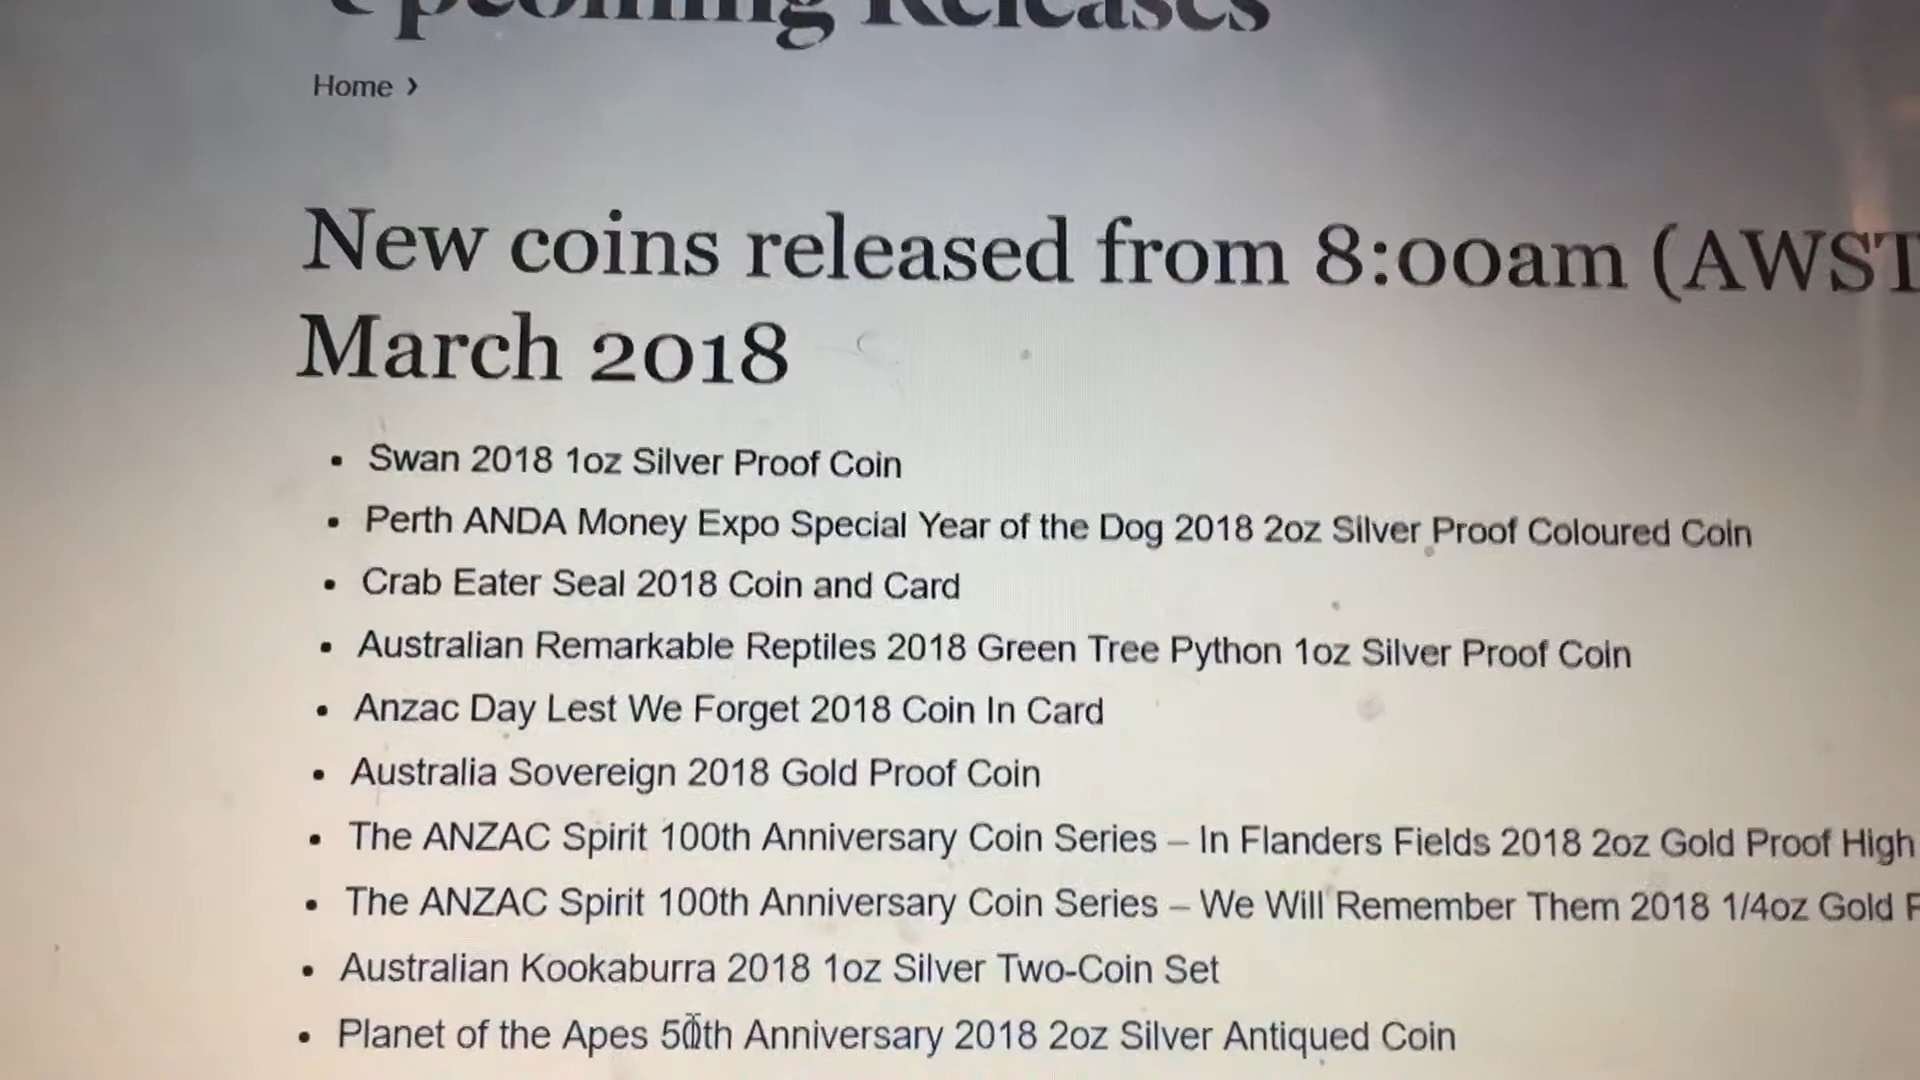 Upcoming Releases
Home ›
New coins released from 8:00am (AWST
March 2018
• Swan 2018 1oz Silver Proof Coin
• Perth ANDA Money Expo Special Year of the Dog 2018 2oz Silver Proof Coloured Coin
• Crab Eater Seal 2018 Coin and Card
• Australian Remarkable Reptiles 2018 Green Tree Python 1oz Silver Proof Coin
• Anzac Day Lest We Forget 2018 Coin In Card
• Australia Sovereign 2018 Gold Proof Coin
• The ANZAC Spirit 100th Anniversary Coin Series – In Flanders Fields 2018 2oz Gold Proof High
• The ANZAC Spirit 100th Anniversary Coin Series – We Will Remember Them 2018 1/4oz Gold
• Australian Kookaburra 2018 1oz Silver Two-Coin Set
• Planet of the Apes 50th Anniversary 2018 2oz Silver Antiqued Coin